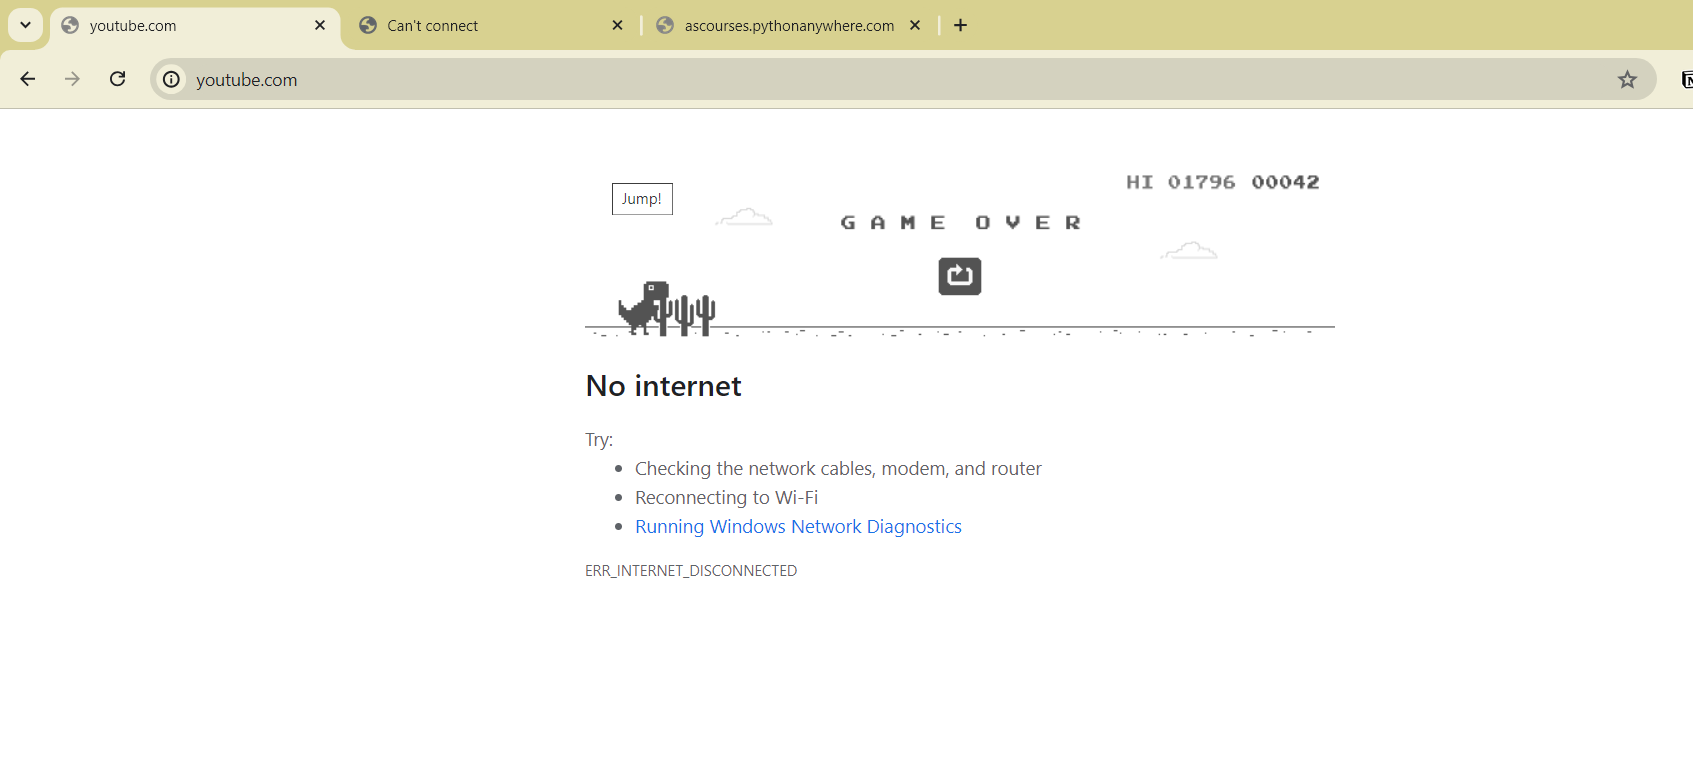 youtube.com
Can't connect
ascourses.pythonanywhere.com
youtube.com
HI 01796 00042
Jump!
GAME OVER
No internet
Try:
Checking the network cables, modem, and router
Reconnecting to Wi-Fi
Running Windows Network Diagnostics
ERR_INTERNET_DISCONNECTED